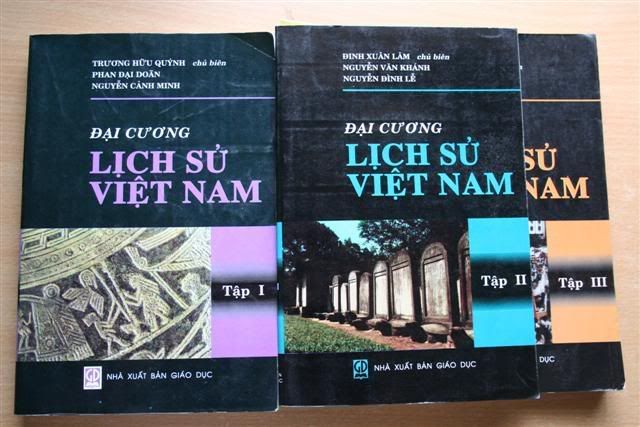 TRƯƠNG HỮU QUÝNH chủ biên
PHAN ĐẠI DOÃN
NGUYỄN CẢNH MINH
ĐẠI CƯƠNG
LỊCH SỬ
VIỆT NAM
Tập I
NHÀ XUẤT BẢN GIÁO DỤC
ĐINH XUÂN LÂM chủ biên
NGUYỄN VĂN KHÁNH
NGUYỄN ĐÌNH LỄ
ĐẠI CƯƠNG
LỊCH SỬ
VIỆT NAM
Tập II
NHÀ XUẤT BẢN GIÁO DỤC
SỬ
NAM
Tập III
GIÁO DỤC